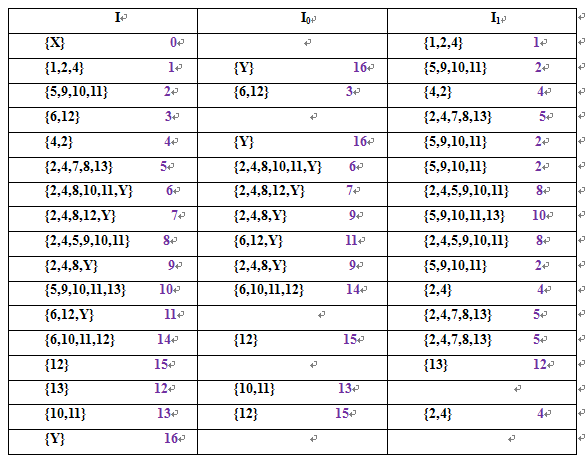 I I₀ I₁
{X} 0 {1,2,4} 1
{1,2,4} 1 {Y} 16 {5,9,10,11} 2
{5,9,10,11} 2 {6,12} 3 {4,2} 4
{6,12} 3 {2,4,7,8,13} 5
{4,2} 4 {Y} 16 {5,9,10,11} 2
{2,4,7,8,13} 5 {2,4,8,10,11,Y} 6 {5,9,10,11} 2
{2,4,8,10,11,Y} 6 {2,4,8,12,Y} 7 {2,4,5,9,10,11} 8
{2,4,8,12,Y} 7 {2,4,8,Y} 9 {5,9,10,11,13} 10
{2,4,5,9,10,11} 8 {6,12,Y} 11 {2,4,5,9,10,11} 8
{2,4,8,Y} 9 {2,4,8,Y} 9 {5,9,10,11} 2
{5,9,10,11,13} 10 {6,10,11,12} 14 {2,4} 4
{6,12,Y} 11 {2,4,7,8,13} 5
{6,10,11,12} 14 {12} 15 {2,4,7,8,13} 5
{12} 15 {13} 12
{13} 12 {10,11} 13
{10,11} 13 {12} 15 {2,4} 4
{Y} 16